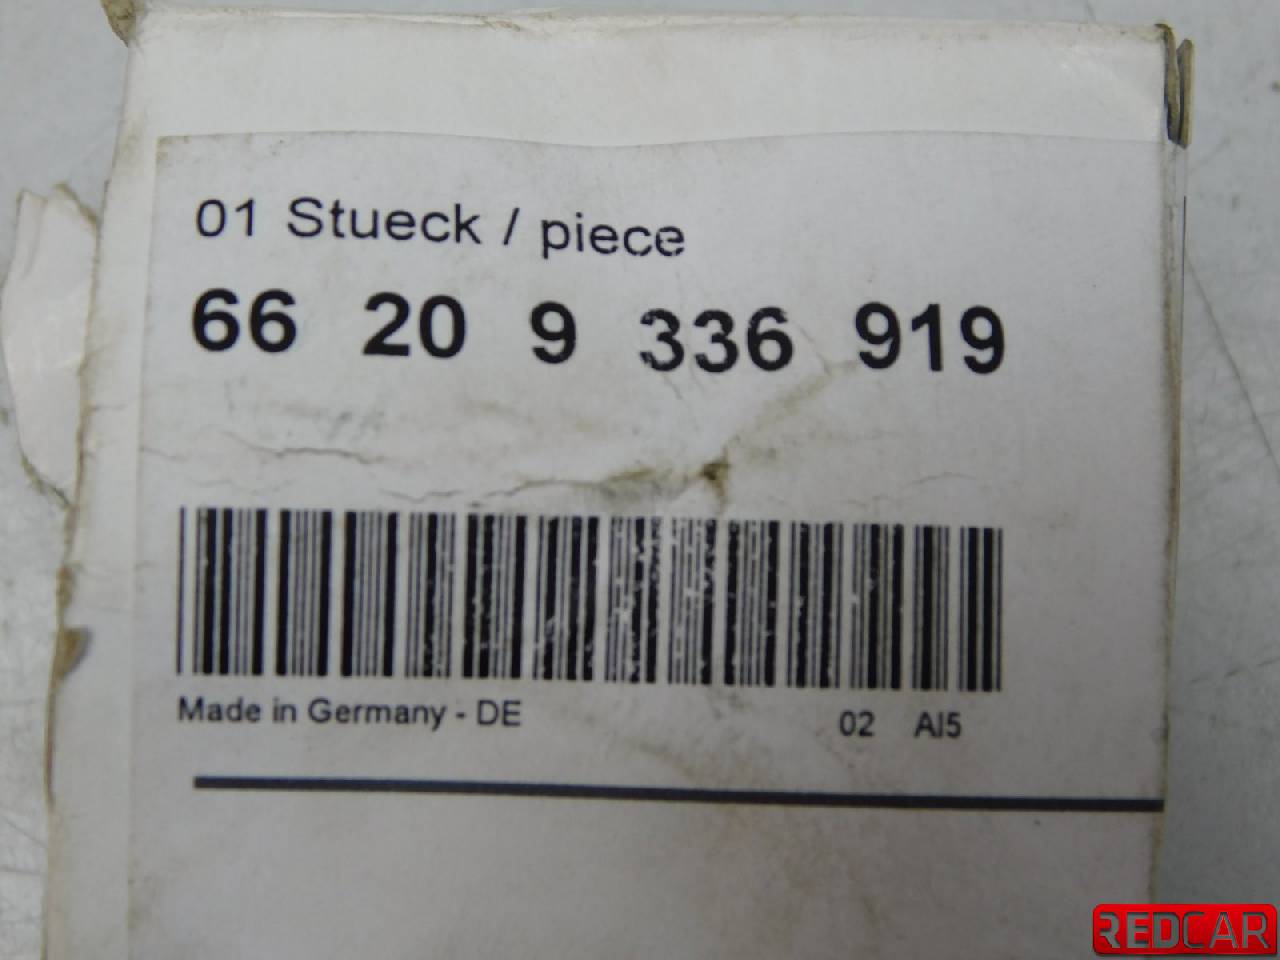 01 Stueck / piece
66 20 9 336 919
Made in Germany - DE
02 AI5
REDCAR